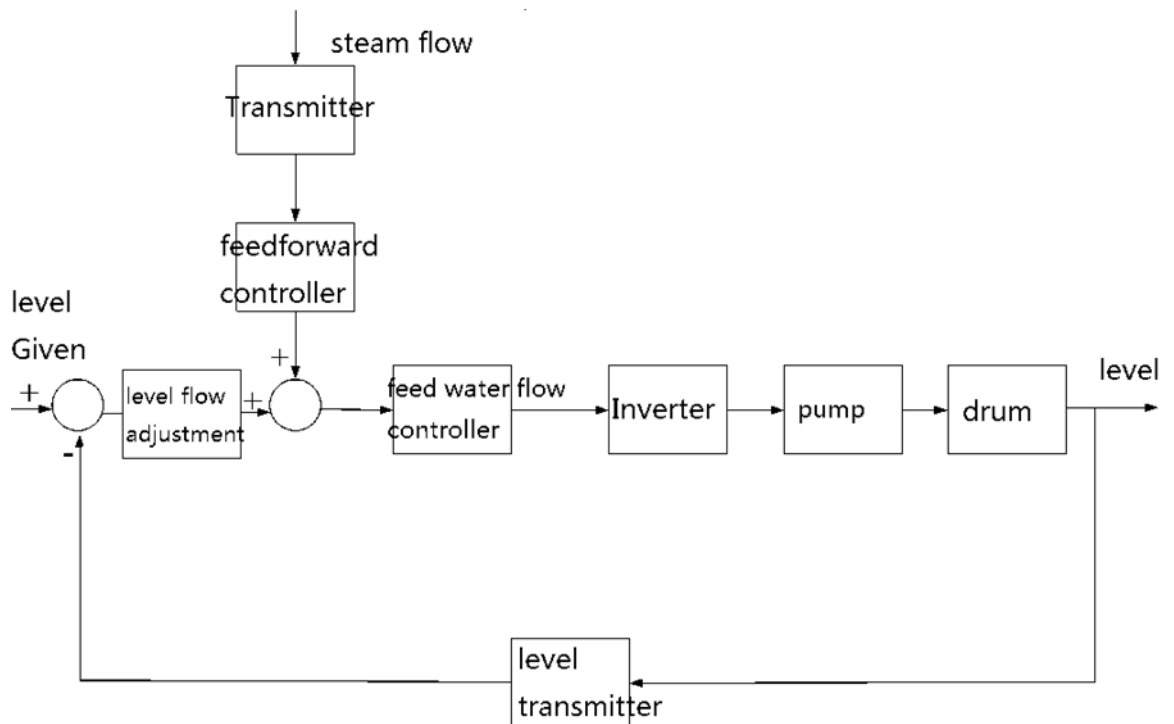 steam flow
Transmitter
feedforward
controller
level
Given
+
+
+
-
level flow
adjustment
feed water flow
controller
Inverter
pump
drum
level
level
transmitter